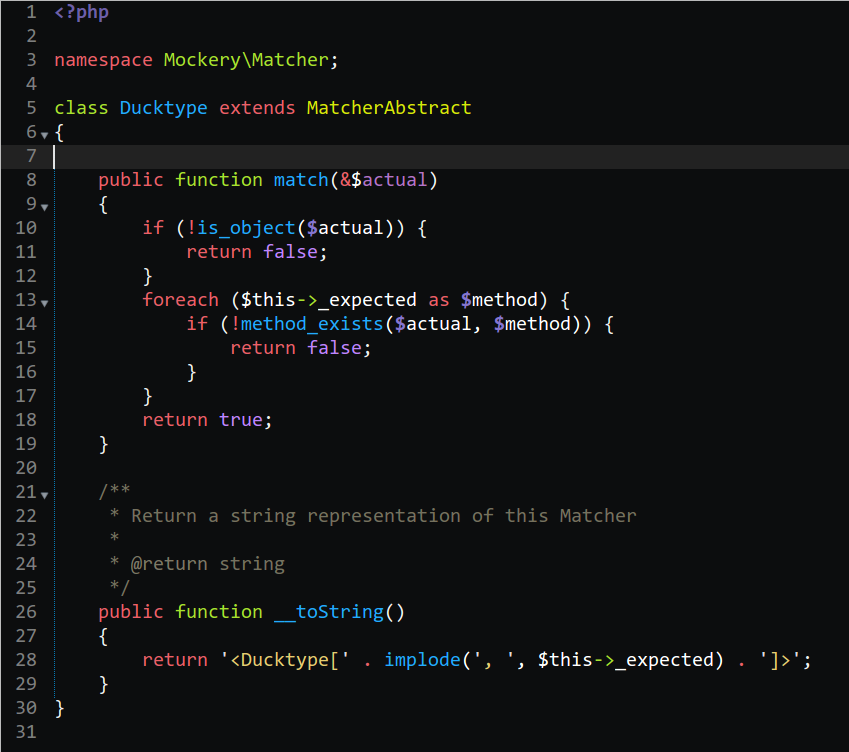 1 <?php
2
3 namespace Mockery\Matcher;
4
5 class Ducktype extends MatcherAbstract
6 {
7
8     public function match(&$actual)
9     {
10         if (!is_object($actual)) {
11             return false;
12         }
13         foreach ($this->_expected as $method) {
14             if (!method_exists($actual, $method)) {
15                 return false;
16             }
17         }
18         return true;
19     }
20
21     /**
22      * Return a string representation of this Matcher
23      *
24      * @return string
25      */
26     public function __toString()
27     {
28         return '<Ducktype[' . implode(', ', $this->_expected) . ']>';
29     }
30 }
31